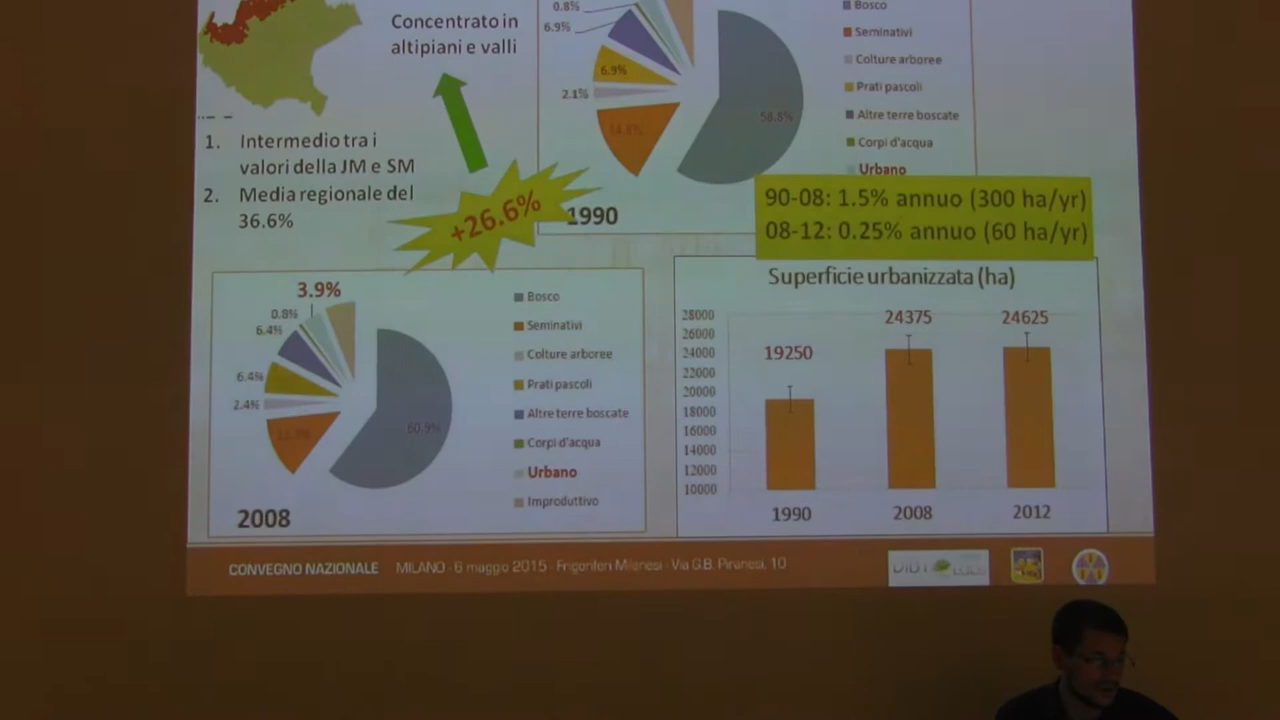 Concentrato in
altipiani e valli
1. Intermedio tra i
valori della JM e SM
2. Media regionale del
36.6%
+26.6%
0.8%
6.9%
6.9%
2.1%
58.8%
1990
Bosco
Seminativi
Colture arboree
Prati pascoli
Altre terre boscate
Corpi d'acqua
Urbano
90-08: 1.5% annuo (300 ha/yr)
08-12: 0.25% annuo (60 ha/yr)
3.9%
0.8%
6.4%
6.4%
2.4%
60.9%
2008
Bosco
Seminativi
Colture arboree
Prati pascoli
Altre terre boscate
Corpi d'acqua
Urbano
Improduttivo
Superficie urbanizzata (ha)
28000
26000
24000
22000
20000
18000
16000
14000
12000
10000
19250
24375
24625
1990
2008
2012
CONVEGNO NAZIONALE MILANO - 6 maggio 2015 - Frigoriferi Milanesi - Via G.B. Piranesi, 10